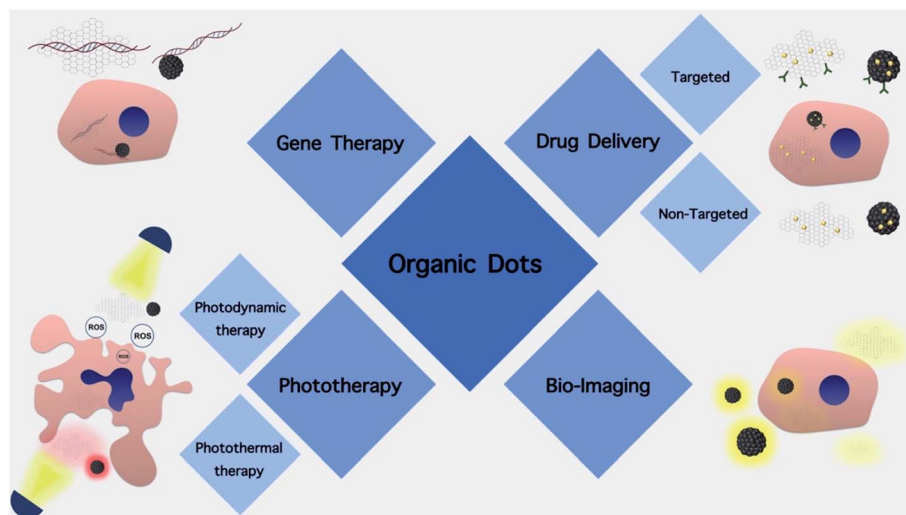 Targeted
Gene Therapy
Drug Delivery
Non-Targeted
Organic Dots
Photodynamic
therapy
ROS
ROS
ROS
Phototherapy
Bio-Imaging
Photothermal
therapy